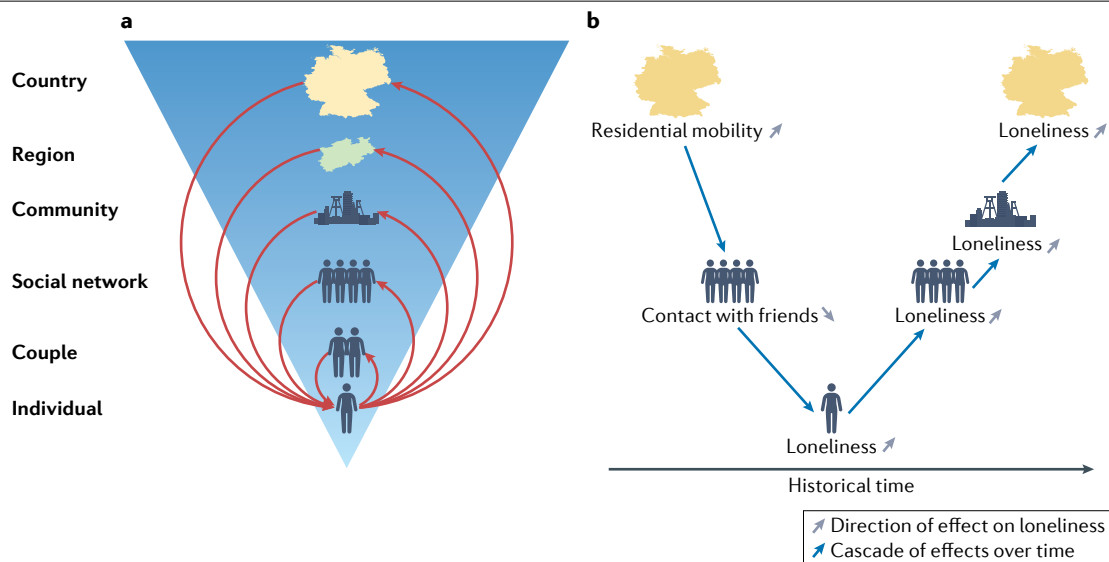 a
Country
Region
Community
Social network
Couple
Individual
b
Residential mobility
Contact with friends
Loneliness
Loneliness
Loneliness
Loneliness
Historical time
Direction of effect on loneliness
Cascade of effects over time